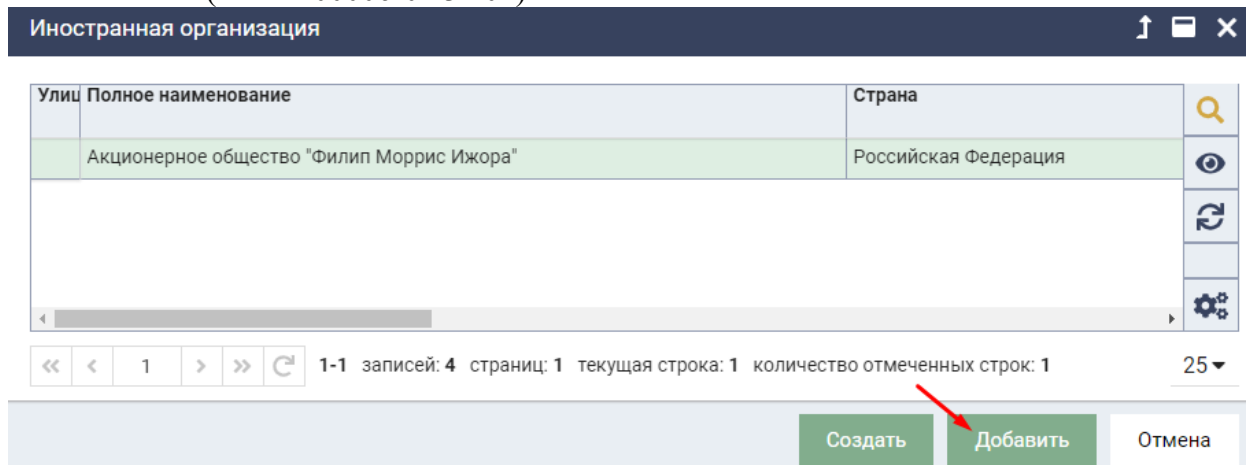 Иностранная организация
Улиц Полное наименование Страна
Акционерное общество "Филип Моррис Ижора" Российская Федерация
1 1-1 записей: 4 страниц: 1 текущая строка: 1 количество отмеченных строк: 1 25
Создать Добавить Отмена